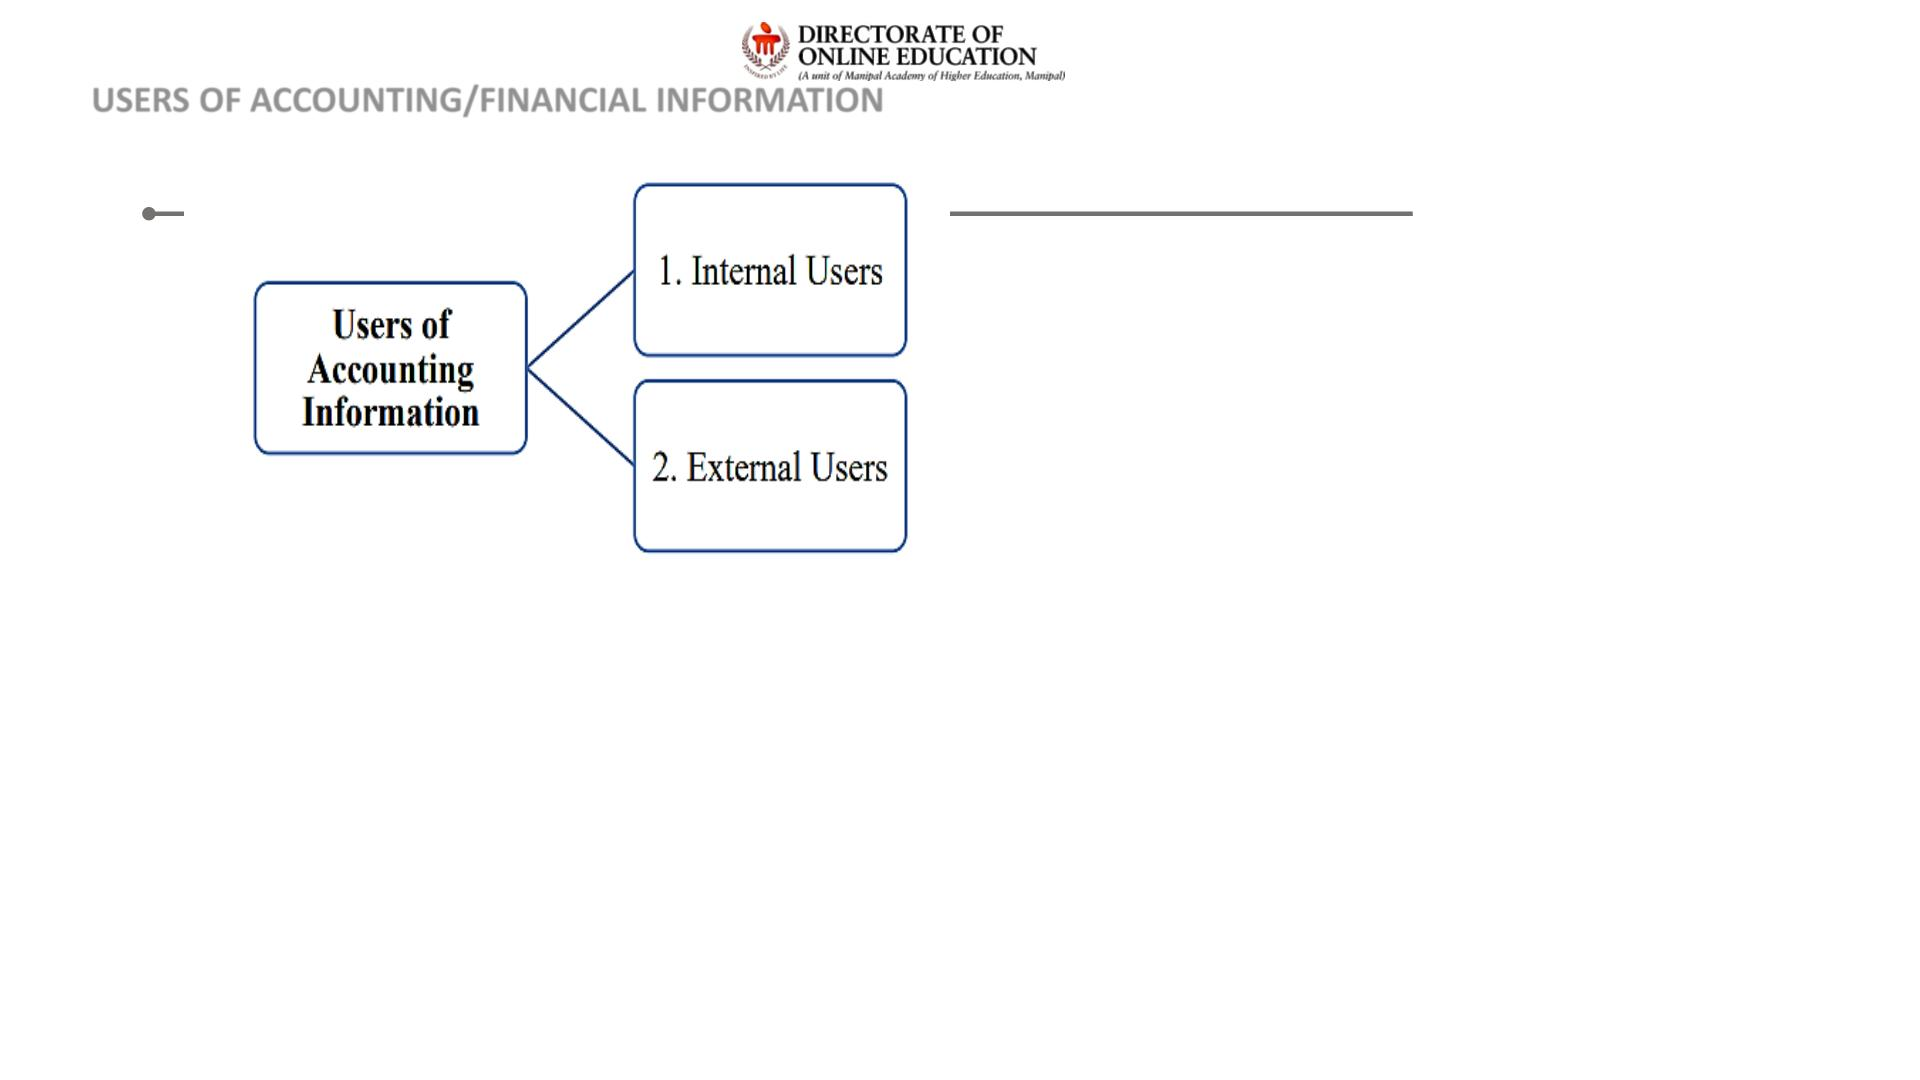 DIRECTORATE OF
ONLINE EDUCATION
(A unit of Manipal Academy of Higher Education, Manipal)
USERS OF ACCOUNTING/FINANCIAL INFORMATION
Users of
Accounting
Information
1. Internal Users
2. External Users